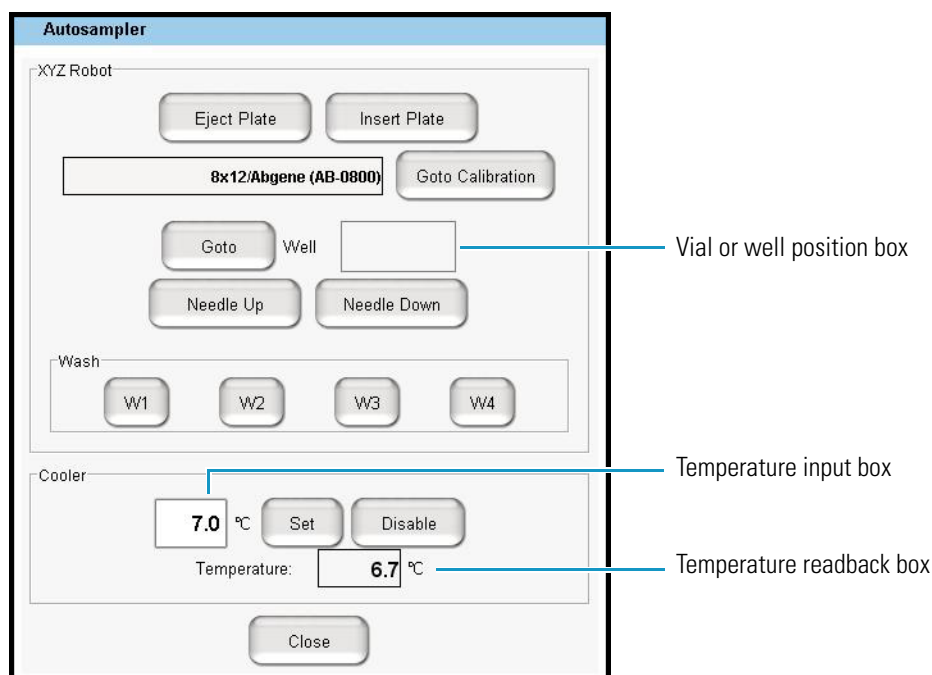 Autosampler
XYZ Robot
Eject Plate Insert Plate
8x12/Abgene (AB-0800) Goto Calibration
Goto Well Vial or well position box
Needle Up Needle Down
Wash
W1 W2 W3 W4
Cooler Temperature input box
7.0 °C Set Disable
Temperature: 6.7 °C Temperature readback box
Close